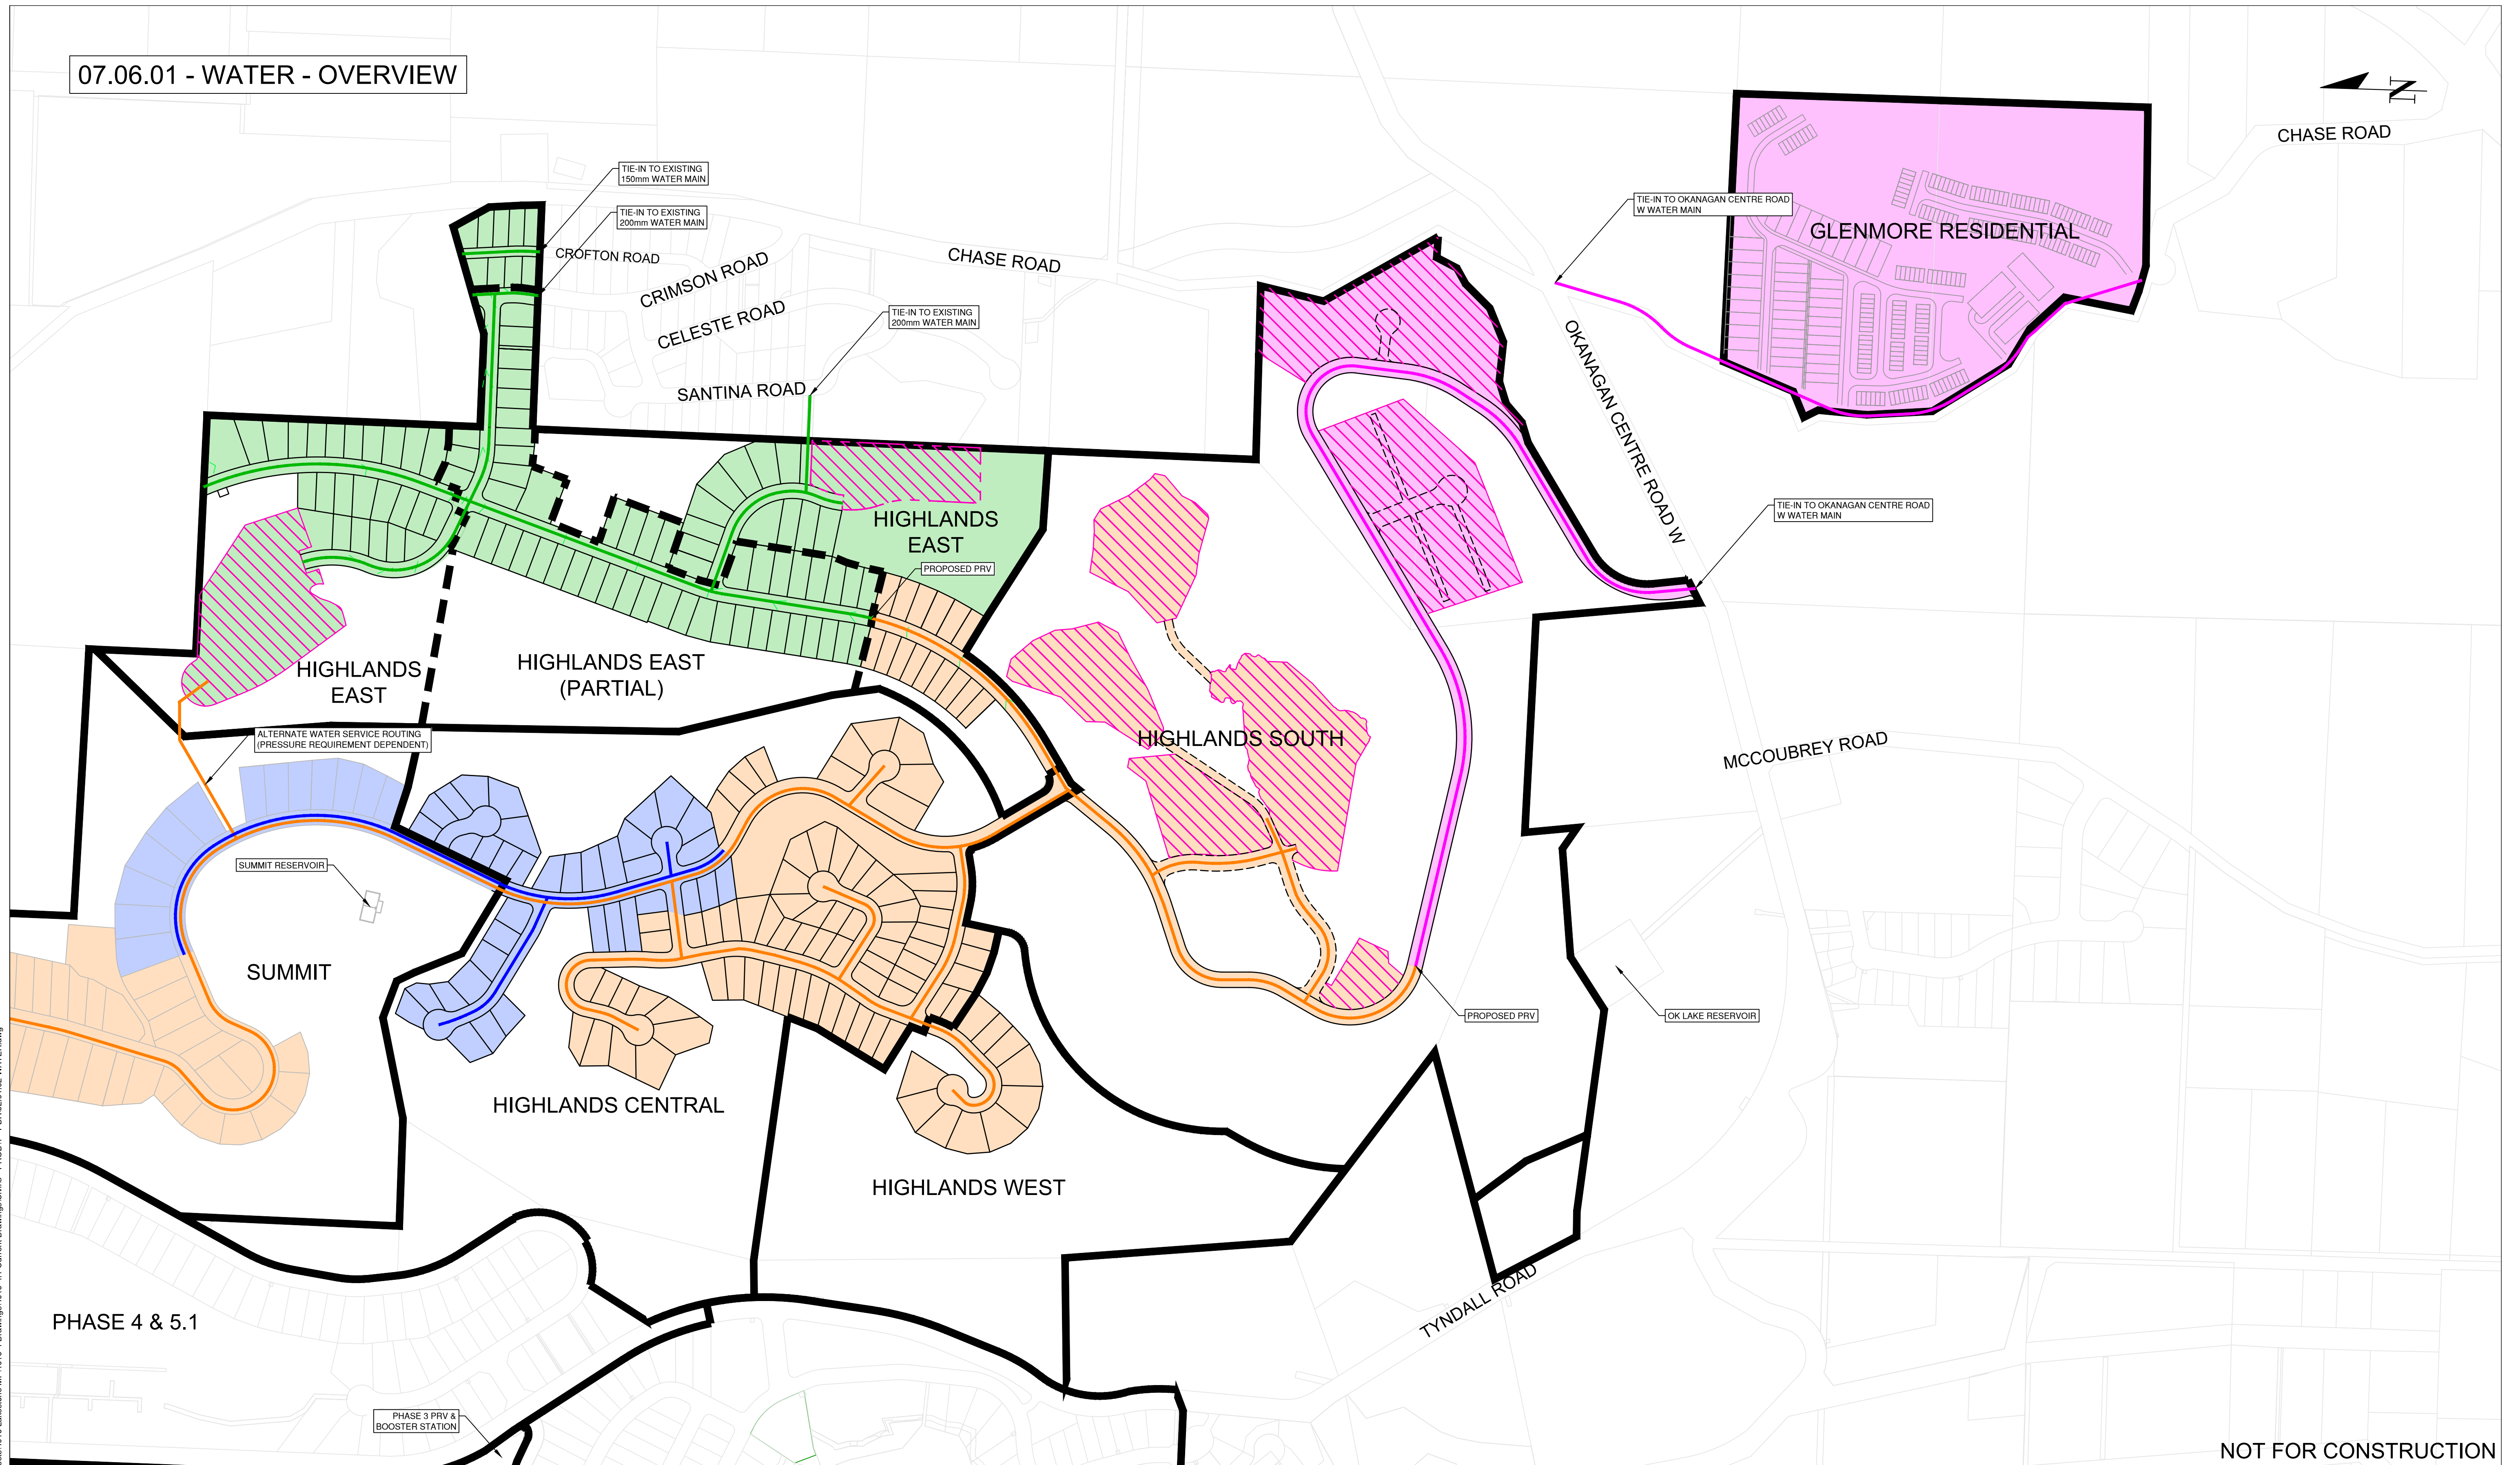 07.06.01 - WATER - OVERVIEW
N
CHASE ROAD
TIE-IN TO EXISTING
150mm WATER MAIN
TIE-IN TO EXISTING
200mm WATER MAIN
TIE-IN TO OKANAGAN CENTRE ROAD
W WATER MAIN
GLENMORE RESIDENTIAL
CROFTON ROAD
CRIMSON ROAD
CHASE ROAD
CELESTE ROAD
TIE-IN TO EXISTING
200mm WATER MAIN
SANTINA ROAD
OKANAGAN CENTRE ROAD W
TIE-IN TO OKANAGAN CENTRE ROAD
W WATER MAIN
HIGHLANDS
EAST
PROPOSED PRV
HIGHLANDS
EAST
HIGHLANDS EAST
(PARTIAL)
ALTERNATE WATER SERVICE ROUTING
(PRESSURE REQUIREMENT DEPENDENT)
HIGHLANDS SOUTH
MCCOUBREY ROAD
SUMMIT RESERVOIR
SUMMIT
PROPOSED PRV
OK LAKE RESERVOIR
HIGHLANDS CENTRAL
HIGHLANDS WEST
PHASE 4 & 5.1
TYNDALL ROAD
PHASE 3 PRV &
BOOSTER STATION
NOT FOR CONSTRUCTION